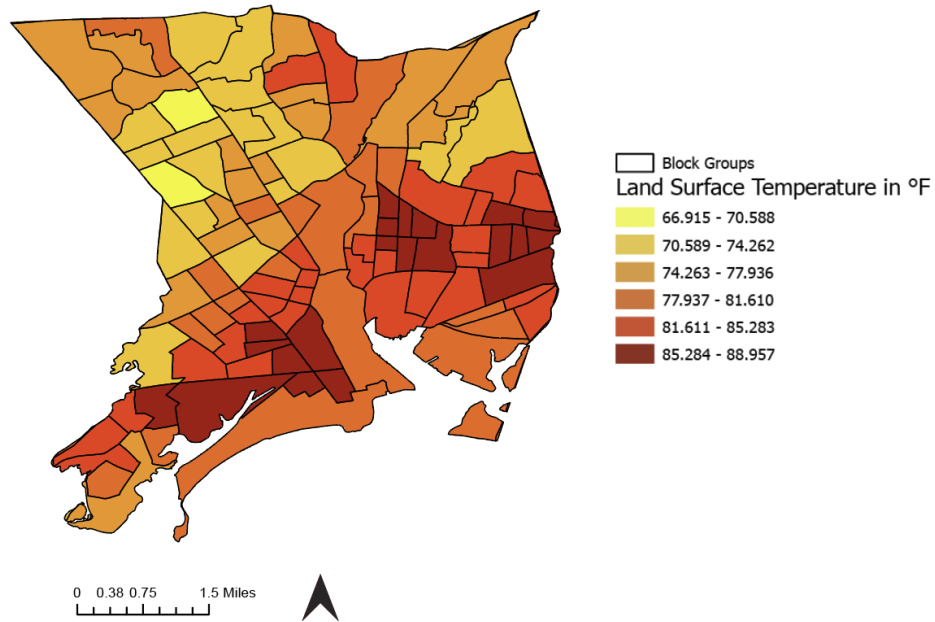 Block Groups
Land Surface Temperature in °F
66.915 - 70.588
70.589 - 74.262
74.263 - 77.936
77.937 - 81.610
81.611 - 85.283
85.284 - 88.957
0 0.38 0.75 1.5 Miles